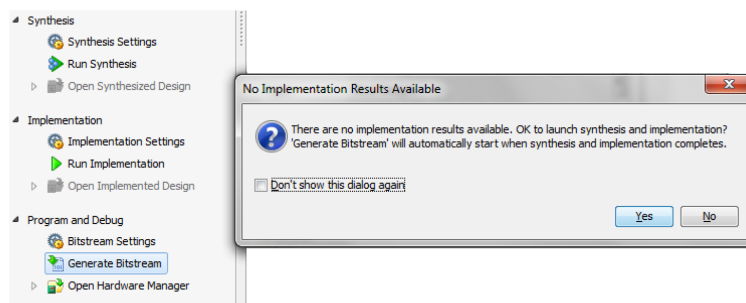 Synthesis
Synthesis Settings
Run Synthesis
Open Synthesized Design
Implementation
Implementation Settings
Run Implementation
Open Implemented Design
Program and Debug
Bitstream Settings
Generate Bitstream
Open Hardware Manager
No Implementation Results Available
There are no implementation results available. OK to launch synthesis and implementation?
'Generate Bitstream' will automatically start when synthesis and implementation completes.
Don't show this dialog again
Yes
No